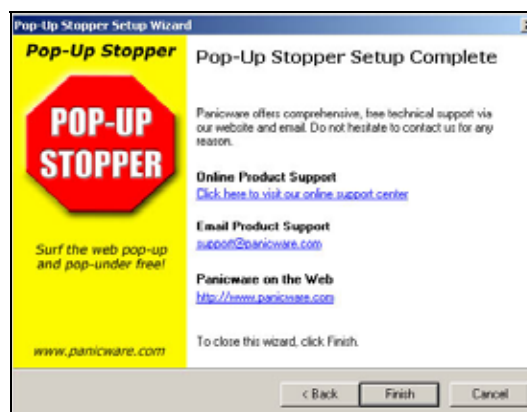 Pop-Up Stopper Setup Wizard
Pop-Up Stopper
POP-UP
STOPPER
Surf the web pop-up
and pop-under free!
www.panicware.com
Pop-Up Stopper Setup Complete
Panicware offers comprehensive, free technical support via
our website and email. Do not hesitate to contact us for any
reason.
Online Product Support
Click here to visit our online support center
Email Product Support
support@panicware.com
Panicware on the Web
http://www.panicware.com
To close this wizard, click Finish.
< Back
Finish
Cancel